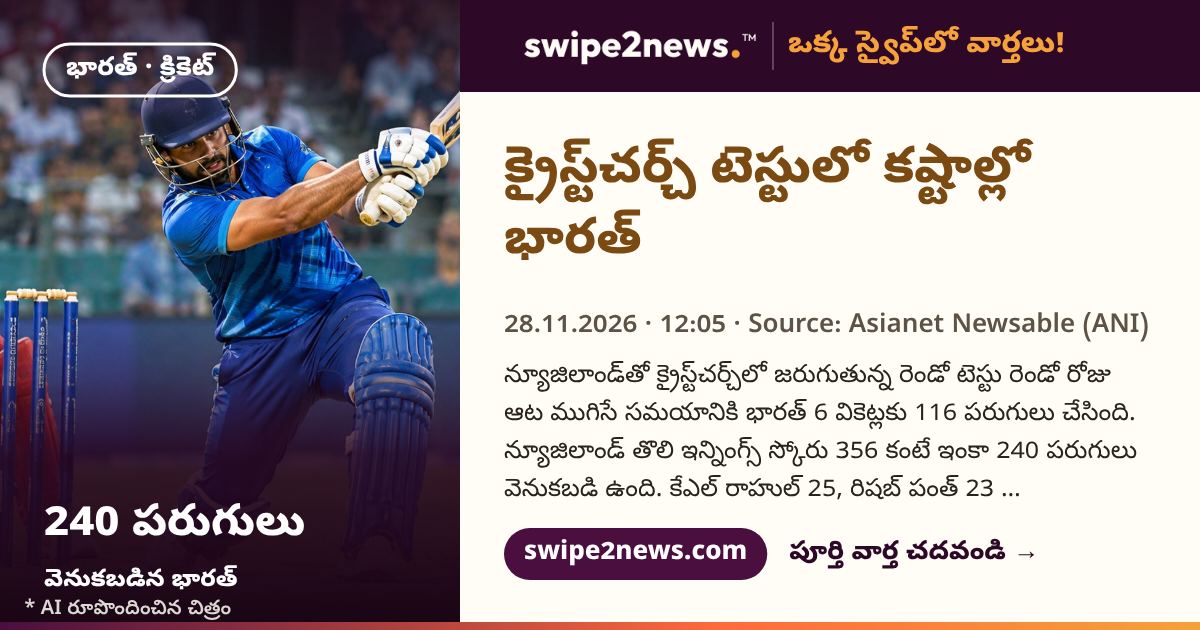 భారత్ · క్రికెట్
swipe2news.™
ఒక్క స్వైప్‌లో వార్తలు!
క్రైస్ట్‌చర్చ్ టెస్టులో కష్టాల్లో
భారత్
28.11.2026 · 12:05 · Source: Asianet Newsable (ANI)
న్యూజిలాండ్‌తో క్రైస్ట్‌చర్చ్‌లో జరుగుతున్న రెండో టెస్టు రెండో రోజు
ఆట ముగిసే సమయానికి భారత్ 6 వికెట్లకు 116 పరుగులు చేసింది.
న్యూజిలాండ్ తొలి ఇన్నింగ్స్ స్కోరు 356 కంటే ఇంకా 240 పరుగులు
వెనుకబడి ఉంది. కేఎల్ రాహుల్ 25, రిషబ్ పంత్ 23 ...
swipe2news.com
పూర్తి వార్త చదవండి →
240 పరుగులు
వెనుకబడిన భారత్
* AI రూపొందించిన చిత్రం